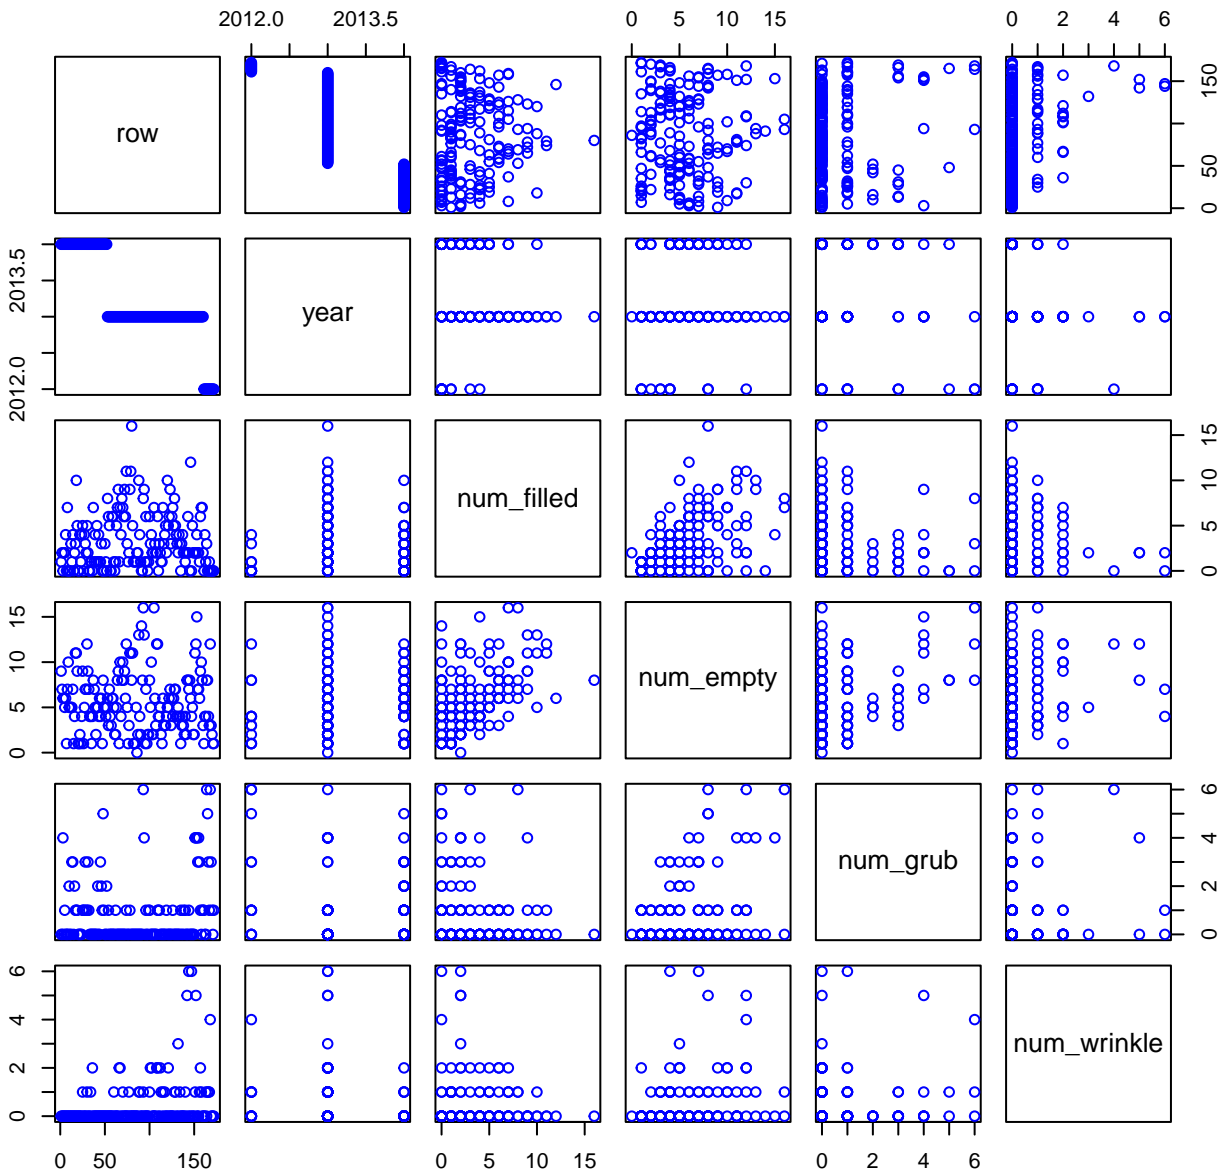 2012.0 2013.5 0 5 10 15 0 2 4 6
row 0 50 150
2012.0 2013.5 year
num_filled 0 5 10 15
0 5 10 15 num_empty
num_grub 0 2 4 6
0 2 4 6 num_wrinkle
0 50 150 0 5 10 15 0 2 4 6